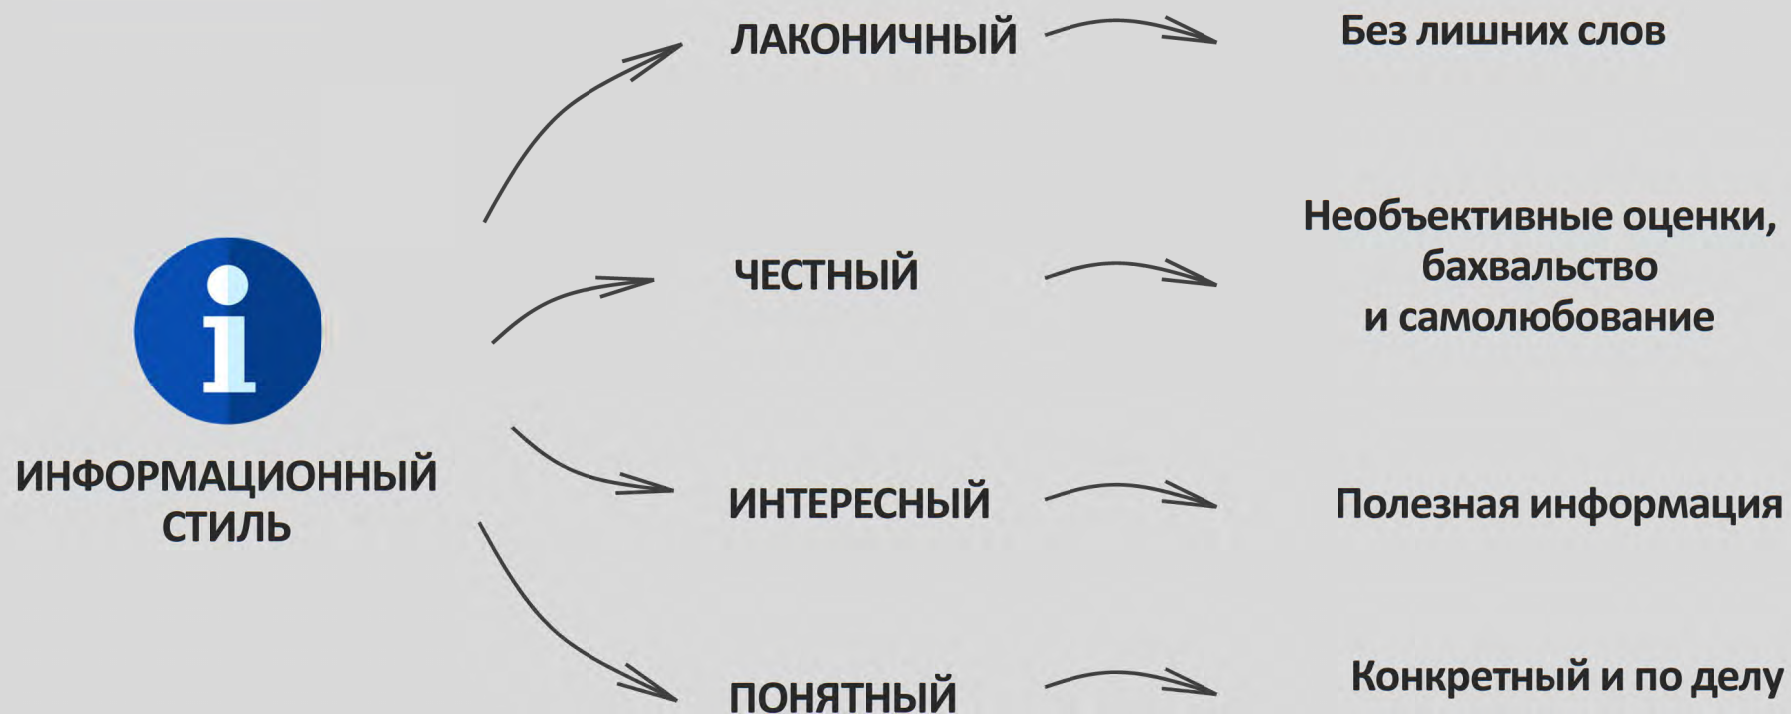 ЛАКОНИЧНЫЙ
Без лишних слов
ЧЕСТНЫЙ
Необъективные оценки,
бахвальство
и самолюбование
ИНФОРМАЦИОННЫЙ
СТИЛЬ
ИНТЕРЕСНЫЙ
Полезная информация
ПОНЯТНЫЙ
Конкретный и по делу